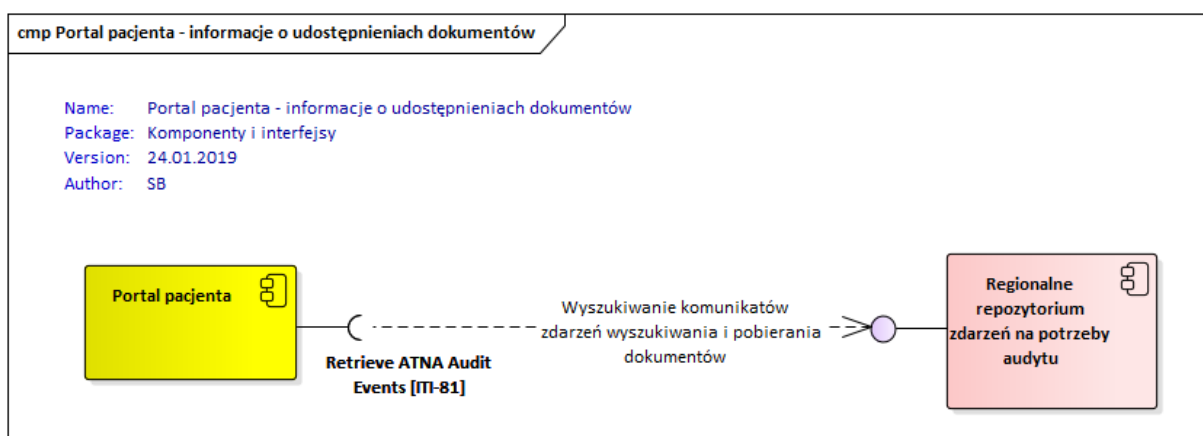 cmp Portal pacjenta - informacje o udostępnieniach dokumentów
Name: Portal pacjenta - informacje o udostępnieniach dokumentów
Package: Komponenty i interfejsy
Version: 24.01.2019
Author: SB
Portal pacjenta
Retrieve ATNA Audit
Events [ITI-81]
Wyszukiwanie komunikatów
zdarzeń wyszukiwania i pobierania
dokumentów
Regionalne
repozytorium
zdarzeń na potrzeby
audytu